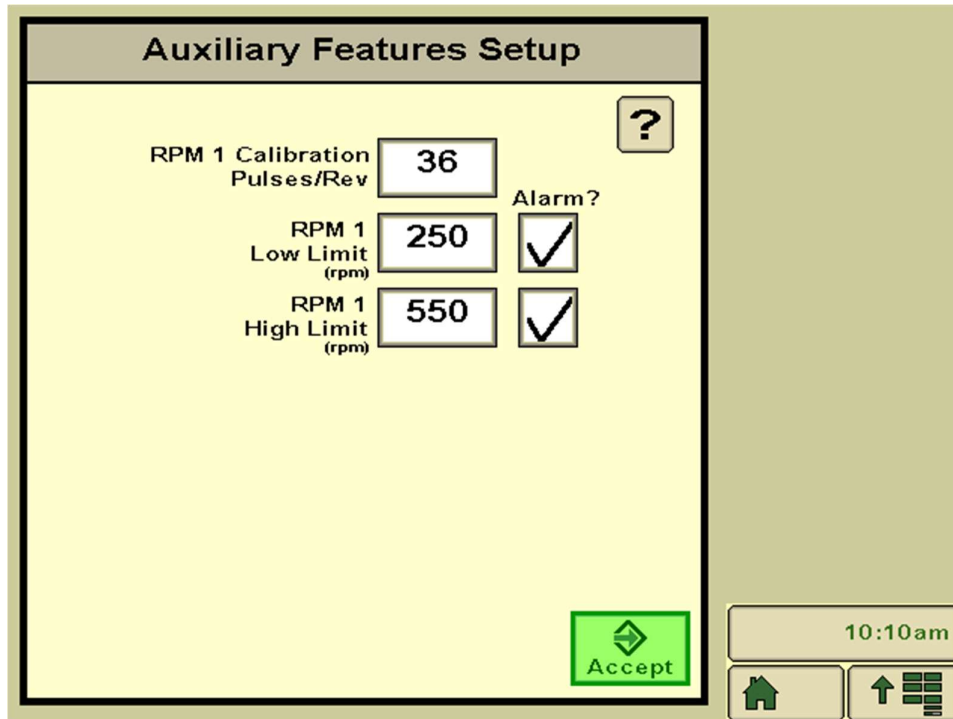 Auxiliary Features Setup
?
RPM 1 Calibration
Pulses/Rev
36
Alarm?
RPM 1
Low Limit
(rpm)
250
RPM 1
High Limit
(rpm)
550
Accept
10:10am